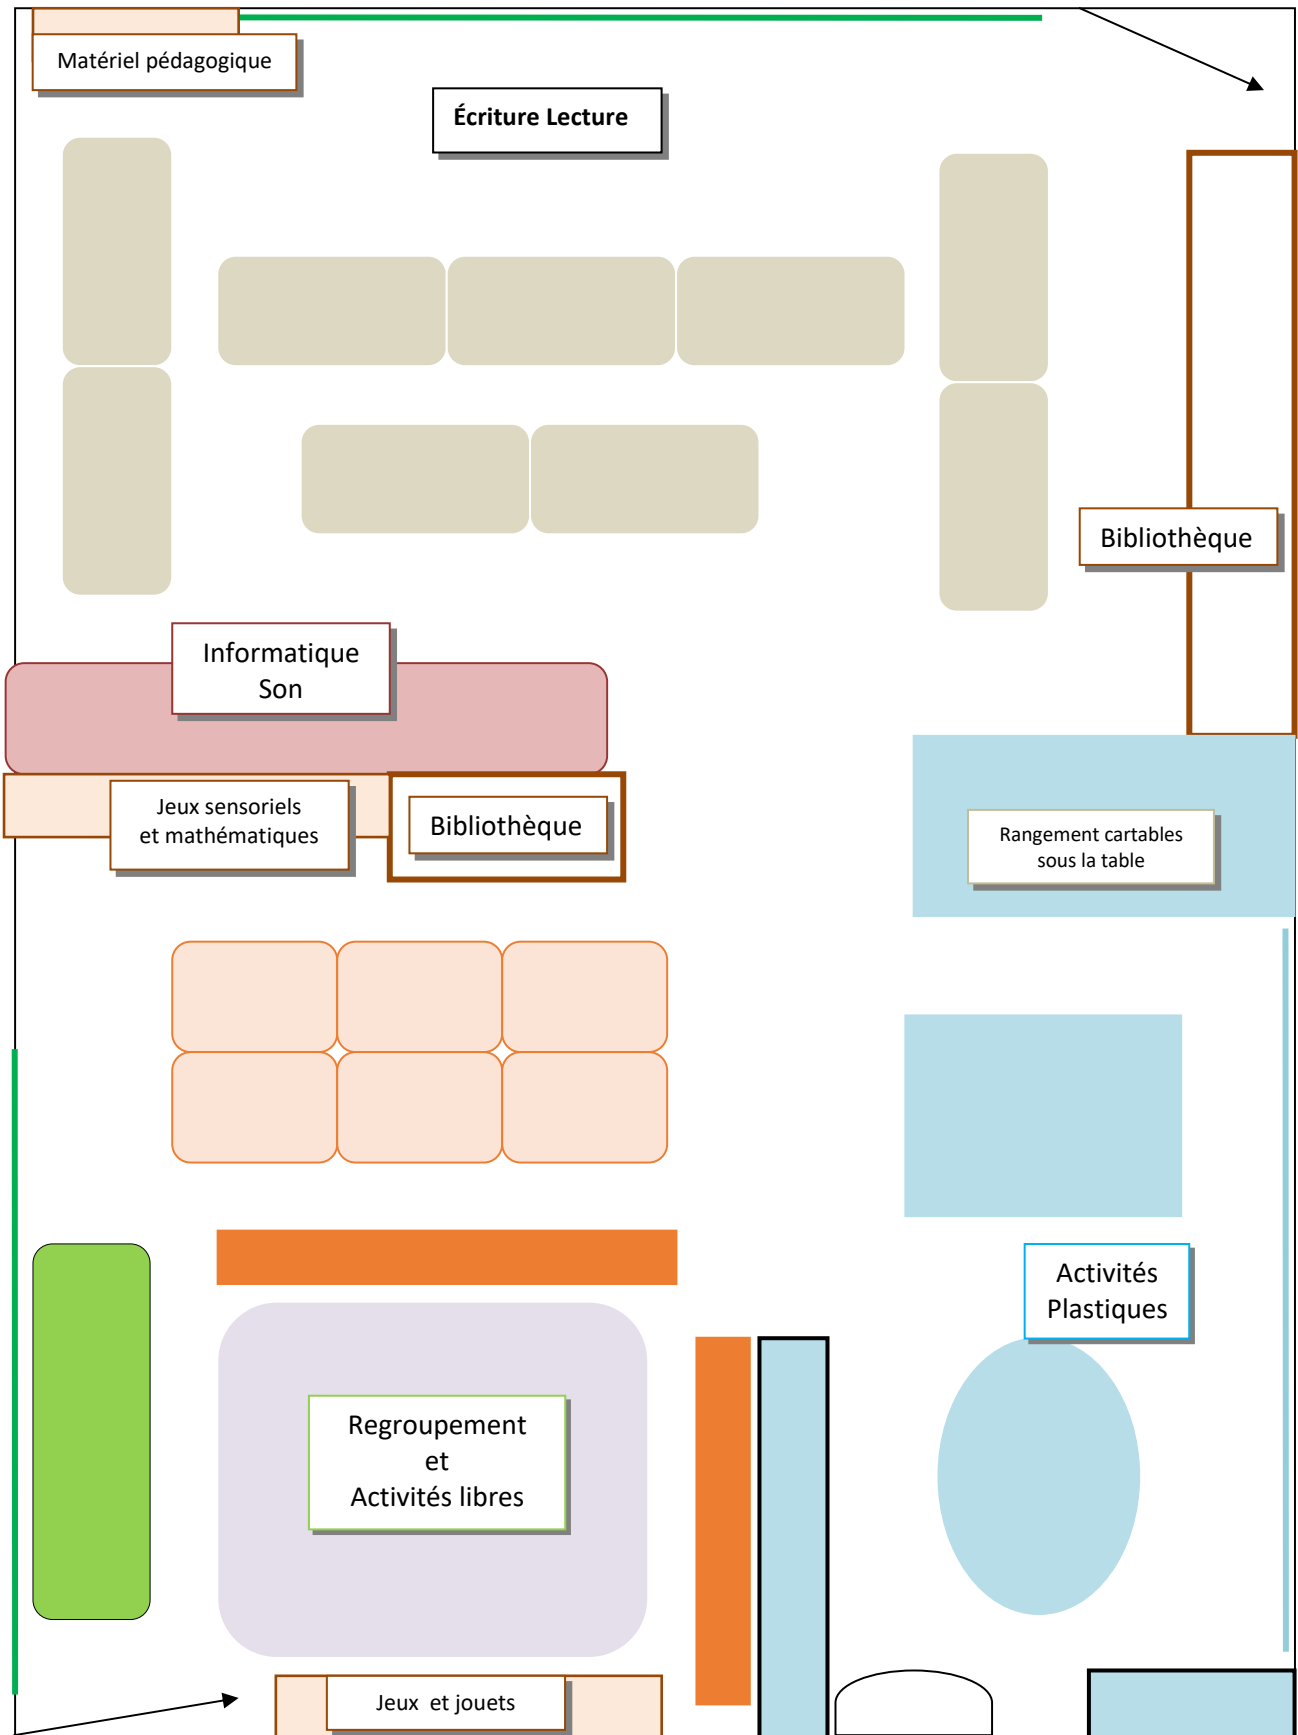 Matériel pédagogique
Écriture Lecture
Bibliothèque
Informatique
Son
Jeux sensoriels
et mathématiques
Bibliothèque
Rangement cartables
sous la table
Activités
Plastiques
Regroupement
et
Activités libres
Jeux et jouets